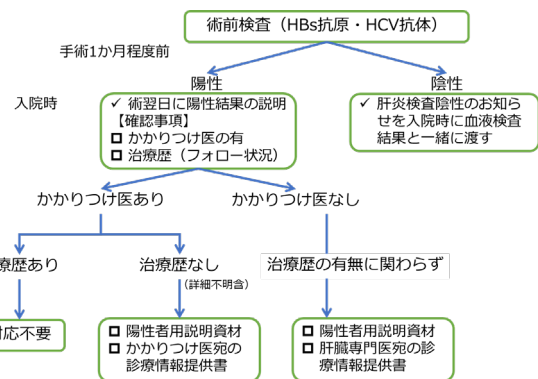 術前検査（HBs抗原・HCV抗体）
手術1か月程度前
陽性
陰性
入院時
✓ 術翌日に陽性結果の説明
【確認事項】
□ かかりつけ医の有
□ 治療歴（フォロー状況）
✓ 肝炎検査陰性のお知ら
せを入院時に血液検査
結果と一緒に渡す
かかりつけ医あり
かかりつけ医なし
療歴あり
治療歴なし
（詳細不明含）
治療歴の有無に関わらず
対応不要
□ 陽性者用説明資材
□ かかりつけ医宛の
診療情報提供書
□ 陽性者用説明資材
□ 肝臓専門医宛の診
療情報提供書